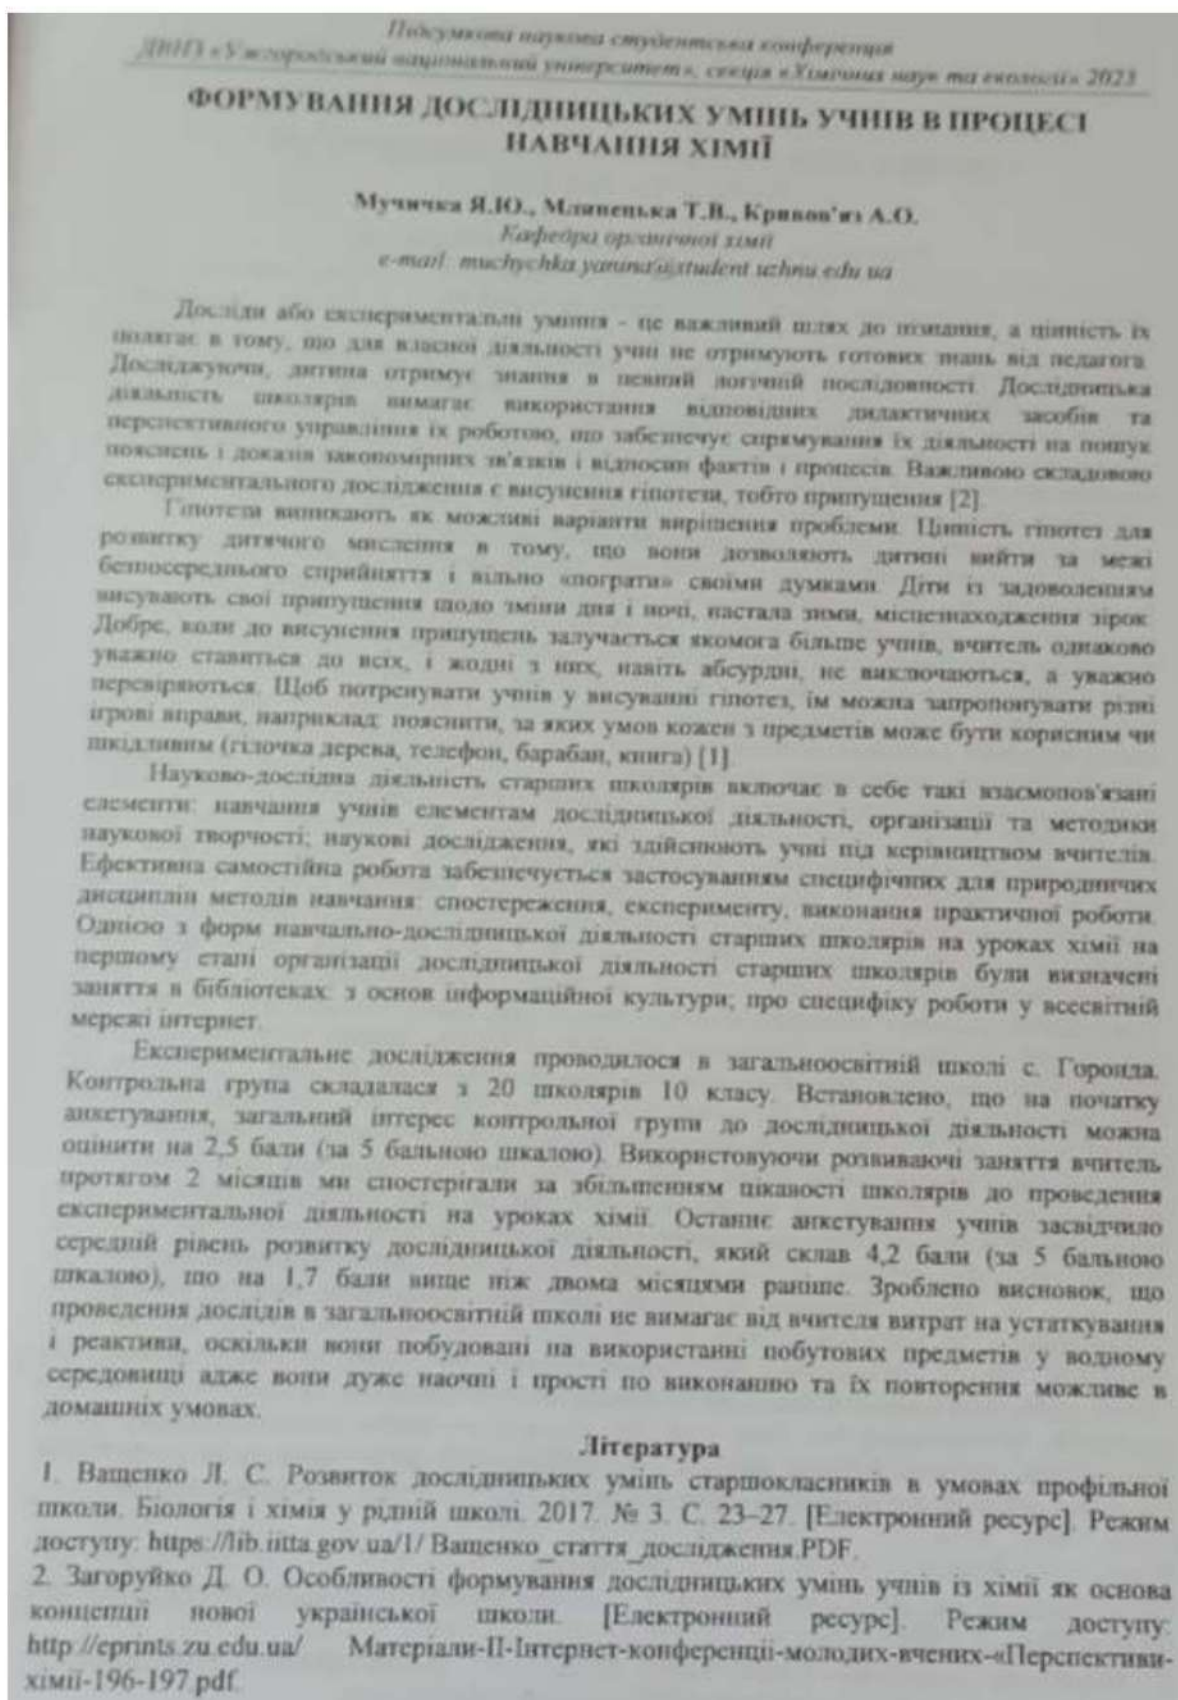 Підсумкова наукова студентська конференція
ДВНЗ «Ужгородський національний університет», секція «Хімічних наук та екології» 2023
ФОРМУВАННЯ ДОСЛІДНИЦЬКИХ УМІНЬ УЧНІВ В ПРОЦЕСІ
НАВЧАННЯ ХІМІЇ
Мучичка Я.Ю., Млинецька Т.В., Кривов'яз А.О.
Кафедра органічної хімії
e-mail: muchychka.yanina@student.uzhnu.edu.ua
Досліди або експериментальні уміння - це важливий шлях до пізнання, а цінність їх
полягає в тому, що для власної діяльності учні не отримують готових знань від педагога.
Досліджуючи, дитина отримує знання в певній логічній послідовності. Дослідницька
діяльність школярів вимагає використання відповідних дидактичних засобів та
перспективного управління їх роботою, що забезпечує спрямування їх діяльності на пошук
пояснень і доказів закономірних зв'язків і відносин фактів і процесів. Важливою складовою
експериментального дослідження є висунення гіпотези, тобто припущення [2].
Гіпотези виникають як можливі варіанти вирішення проблеми. Цінність гіпотез для
розвитку дитячого мислення в тому, що вони дозволяють дитині вийти за межі
безпосереднього сприйняття і вільно «пограти» своїми думками. Діти із задоволенням
висувають свої припущення щодо зміни дня і ночі, настала зими, місцезнаходження зірок.
Добре, коли до висунення припущень залучається якомога більше учнів, вчитель однаково
уважно ставиться до всіх, і жодні з них, навіть абсурдні, не виключаються, а уважно
перевіряються. Щоб потренувати учнів у висуванні гіпотез, їм можна запропонувати різні
ігрові вправи, наприклад: пояснити, за яких умов кожен з предметів може бути корисним чи
шкідливим (гілочка дерева, телефон, барабан, книга) [1].
Науково-дослідна діяльність старших школярів включає в себе такі взаємопов'язані
елементи: навчання учнів елементам дослідницької діяльності, організації та методики
наукової творчості; наукові дослідження, які здійснюють учні під керівництвом вчителів.
Ефективна самостійна робота забезпечується застосуванням специфічних для природничих
дисциплін методів навчання: спостереження, експерименту, виконання практичної роботи.
Однією з форм навчально-дослідницької діяльності старших школярів на уроках хімії на
першому етапі організації дослідницької діяльності старших школярів були визначені
заняття в бібліотеках: з основ інформаційної культури; про специфіку роботи у всесвітній
мережі інтернет.
Експериментальне дослідження проводилося в загальноосвітній школі с. Горонда.
Контрольна група складалася з 20 школярів 10 класу. Встановлено, що на початку
анкетування, загальний інтерес контрольної групи до дослідницької діяльності можна
оцінити на 2,5 бали (за 5 бальною шкалою). Використовуючи розвиваючі заняття вчитель
протягом 2 місяців ми спостерігали за збільшенням цікавості школярів до проведення
експериментальної діяльності на уроках хімії. Останнє анкетування учнів засвідчило
середній рівень розвитку дослідницької діяльності, який склав 4,2 бали (за 5 бальною
шкалою), що на 1,7 бали вище ніж двома місяцями раніше. Зроблено висновок, що
проведення дослідів в загальноосвітній школі не вимагає від вчителя витрат на устаткування
і реактиви, оскільки вони побудовані на використанні побутових предметів у водному
середовищі адже вони дуже наочні і прості по виконанню та їх повторення можливе в
домашніх умовах.
Література
1. Ващенко Л. С. Розвиток дослідницьких умінь старшокласників в умовах профільної
школи. Біологія і хімія у рідній школі. 2017. № 3. С. 23–27. [Електронний ресурс]. Режим
доступу: https://lib.iitta.gov.ua/1/ Ващенко_стаття_дослідження.PDF.
2. Загоруйко Д. О. Особливості формування дослідницьких умінь учнів із хімії як основа
концепції нової української школи. [Електронний ресурс]. Режим доступу:
http://eprints.zu.edu.ua/ Матеріали-II-Інтернет-конференції-молодих-вчених-«Перспективи-
хімії-196-197.pdf.